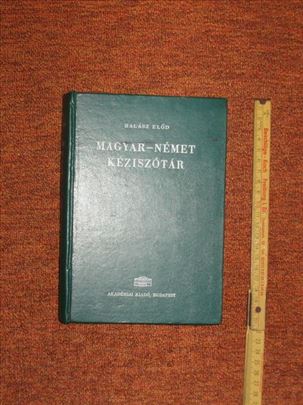 HALÁSZ ELŐD
MAGYAR–NÉMET
KÉZISZÓTÁR
AKADÉMIAI KIADÓ, BUDAPEST